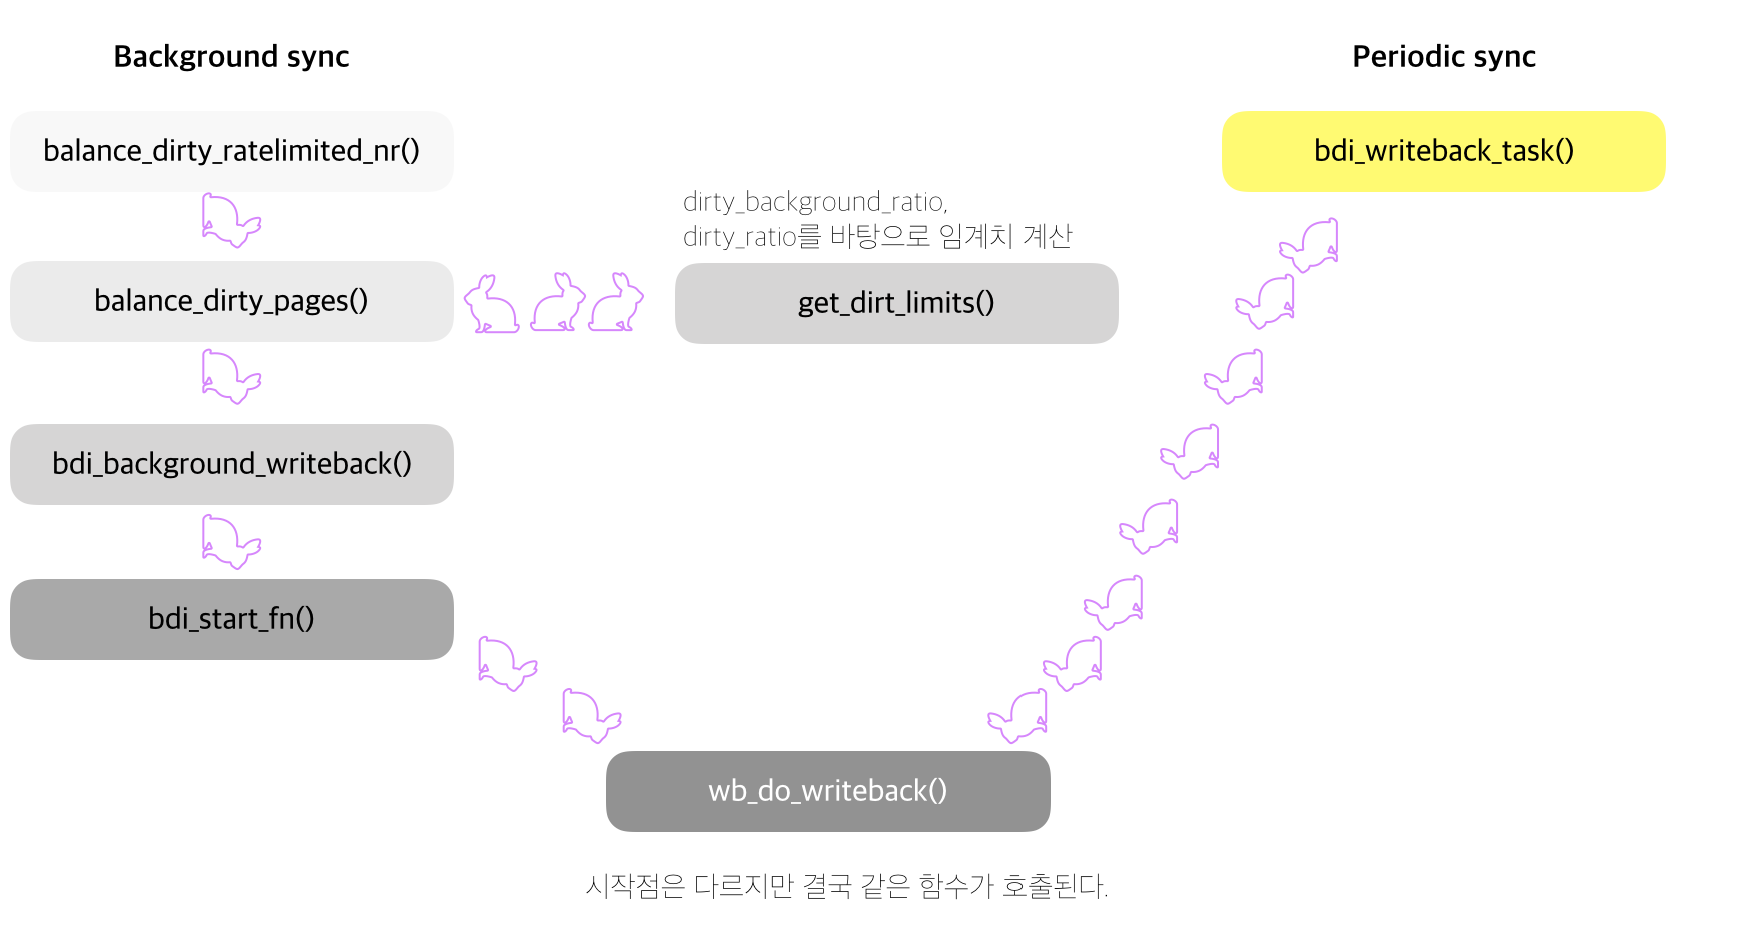 Background sync
Periodic sync
balance_dirty_ratelimited_nr()
bdi_writeback_task()
dirty_background_ratio,
dirty_ratio를 바탕으로 임계치 계산
balance_dirty_pages()
get_dirt_limits()
bdi_background_writeback()
bdi_start_fn()
wb_do_writeback()
시작점은 다르지만 결국 같은 함수가 호출된다.